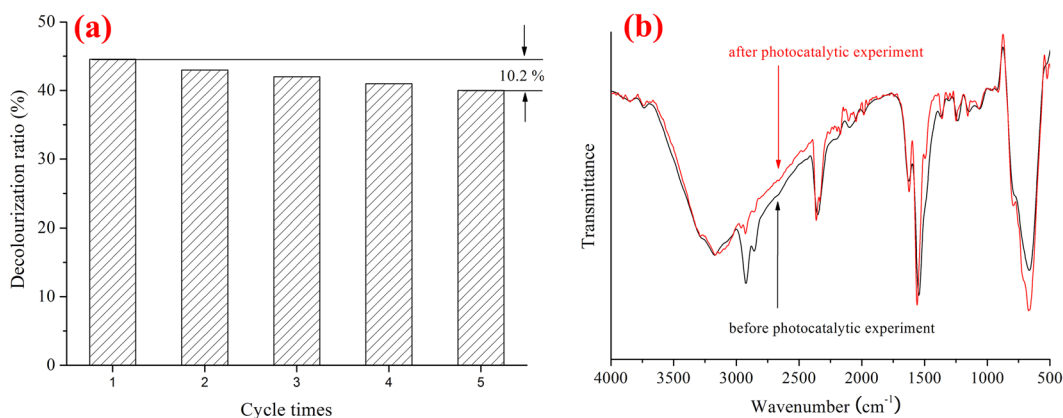 (a)
Decolourization ratio (%)
50
40
30
20
10
0
10.2 %
1 2 3 4 5
Cycle times
(b)
Transmittance
after photocatalytic experiment
before photocatalytic experiment
4000 3500 3000 2500 2000 1500 1000 500
Wavenumber (cm⁻¹)